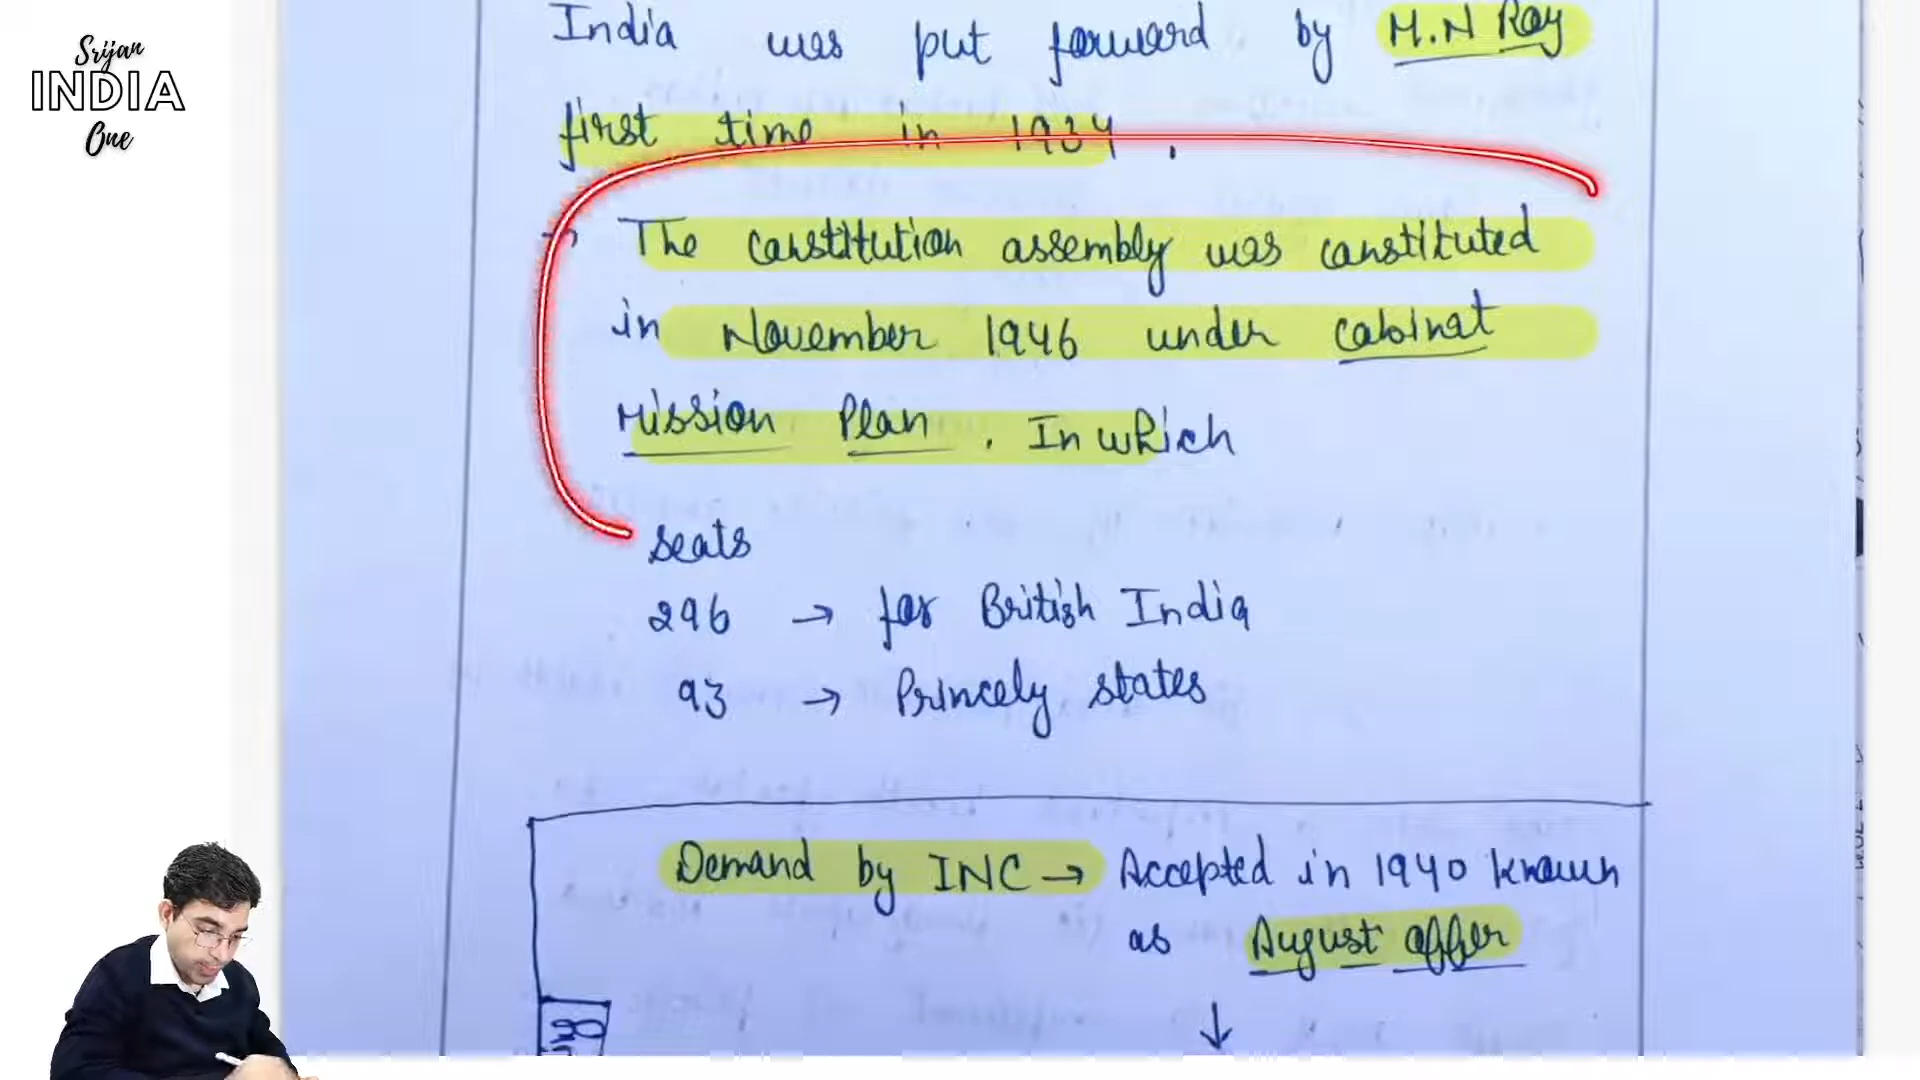 Srijan
INDIA
One
India was put forward by M.N Roy
first time in 1934.
→ The constitution assembly was constituted
in November 1946 under cabinat
Mission Plan. In which
seats
296 → for British India
93 → Princely states
Demand by INC → Accepted in 1940 known
as August offer
↓